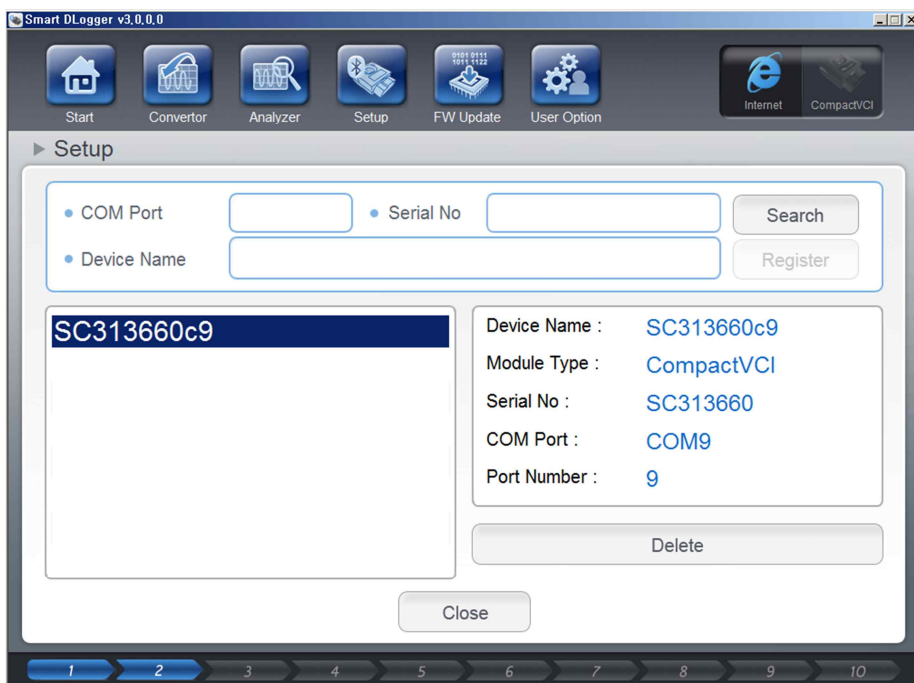 Smart DLogger v3,0,0,0
0101 0111
1011 1122
Start Convertor Analyzer Setup FW Update User Option Internet CompactVCI
Setup
COM Port Serial No Search
Device Name Register
SC313660c9
Device Name : SC313660c9
Module Type : CompactVCI
Serial No : SC313660
COM Port : COM9
Port Number : 9
Delete
Close
1 2 3 4 5 6 7 8 9 10